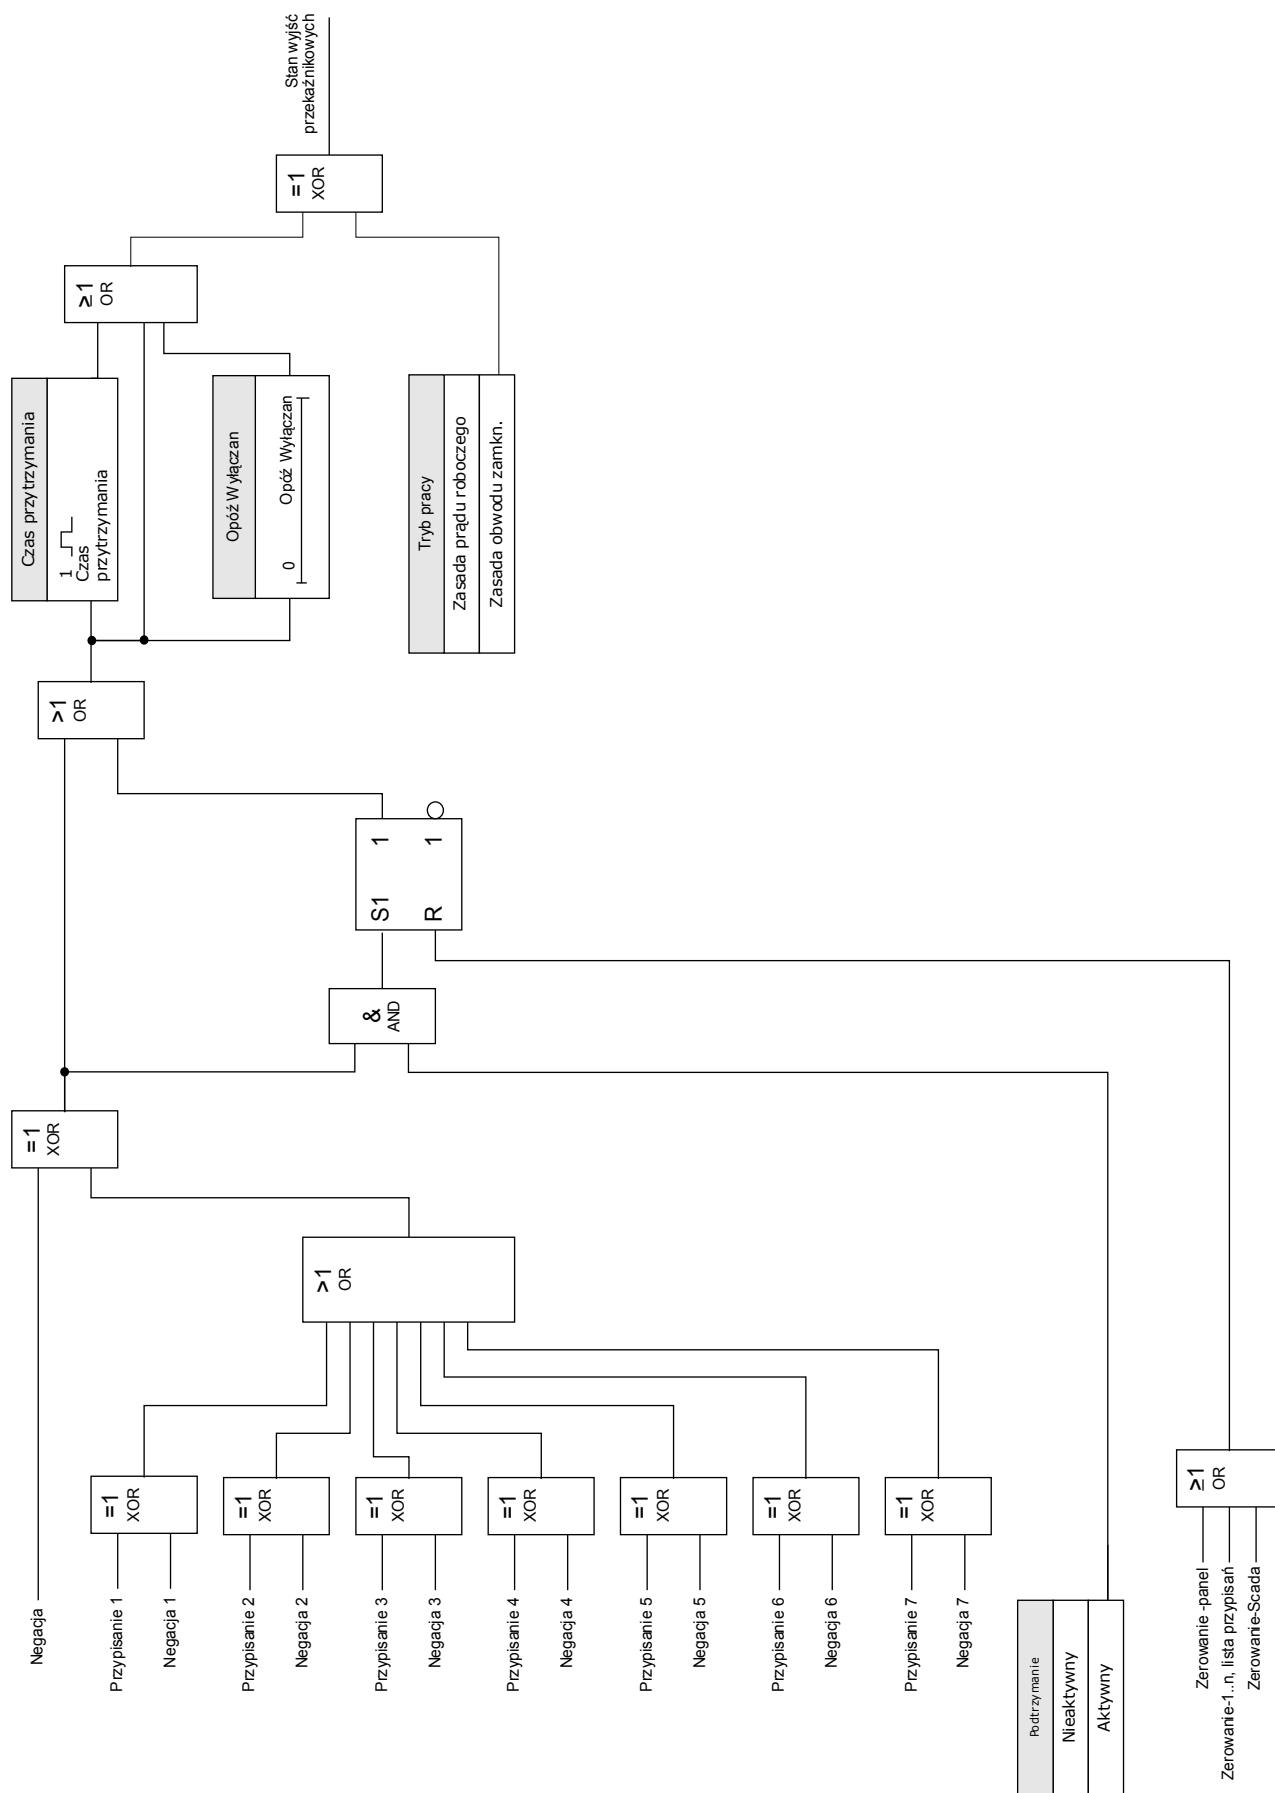 Negacja
Przypisanie 1
Negacja 1
Przypisanie 2
Negacja 2
Przypisanie 3
Negacja 3
Przypisanie 4
Negacja 4
Przypisanie 5
Negacja 5
Przypisanie 6
Negacja 6
Przypisanie 7
Negacja 7
Podtrzymanie
Nieaktywny
Aktywny
Zerowanie -panel
Zerowanie-1..n, lista przypisań
Zerowanie-Scada
=1
XOR
=1
XOR
=1
XOR
=1
XOR
=1
XOR
=1
XOR
=1
XOR
≥1
OR
>1
OR
=1
XOR
&
AND
S1 1
R 1
>1
OR
Czas przytrzymania
1
Czas
przytrzymania
Opóź Wyłączan
0 Opóź Wyłączan
Tryb pracy
Zasada prądu roboczego
Zasada obwodu zamkn.
≥1
OR
=1
XOR
Stan wyjść
przekaźnikowych